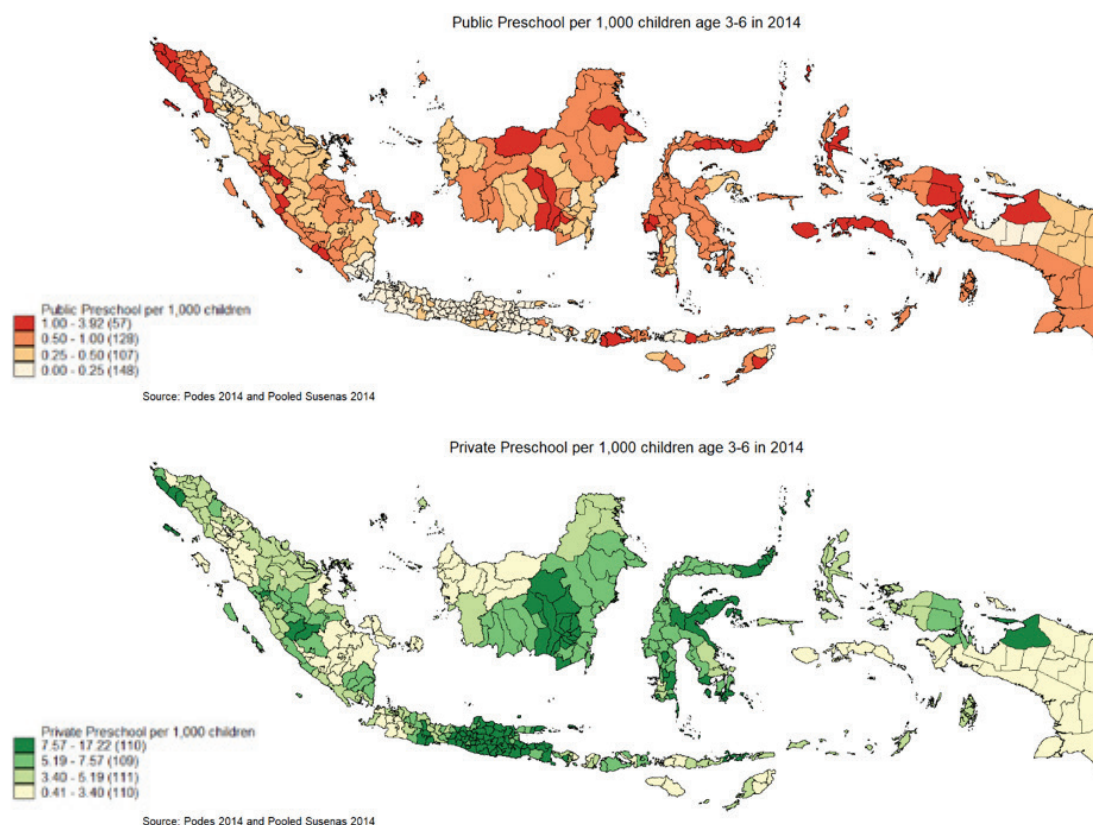 Public Preschool per 1,000 children age 3-6 in 2014
Public Preschool per 1,000 children
1.00 - 3.92 (57)
0.50 - 1.00 (128)
0.25 - 0.50 (107)
0.00 - 0.25 (148)
Source: Podes 2014 and Pooled Susenas 2014
Private Preschool per 1,000 children age 3-6 in 2014
Private Preschool per 1,000 children
7.57 - 17.22 (110)
5.19 - 7.57 (109)
3.40 - 5.19 (111)
0.41 - 3.40 (110)
Source: Podes 2014 and Pooled Susenas 2014